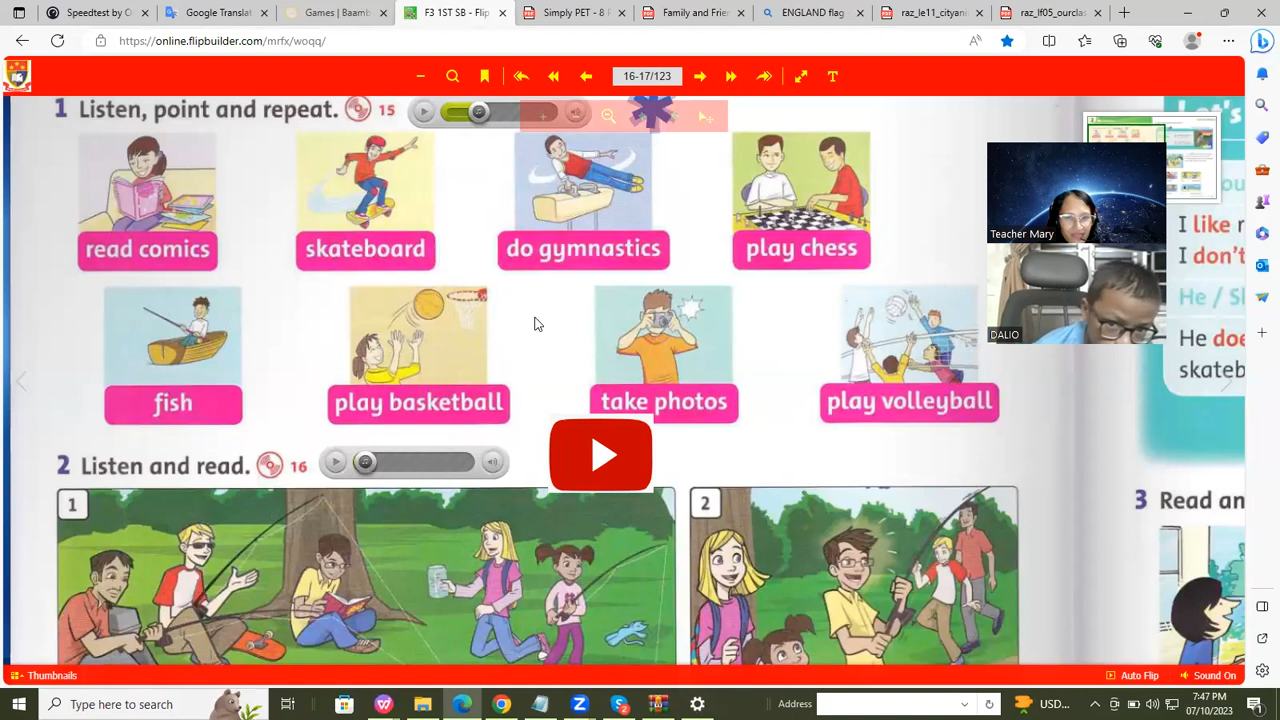 Speedtest by O
Google Translat
Games | Baamb
F3 1ST SB - Flip
Simply PET - 8 P
Family and Frie
ENGLAND flag
raz_le11_cityani
raz_lf05_ourclas
https://online.flipbuilder.com/mrfx/woqq/
16-17/123
1 Listen, point and repeat. 15
read comics
skateboard
do gymnastics
play chess
fish
play basketball
take photos
play volleyball
2 Listen and read. 16
1
2
Let's
I like r
I don't
He / S
He doe
skateb
3 Read an
Teacher Mary
DALIO
Thumbnails
Auto Flip
Sound On
Type here to search
Address
USD...
7:47 PM
07/10/2023